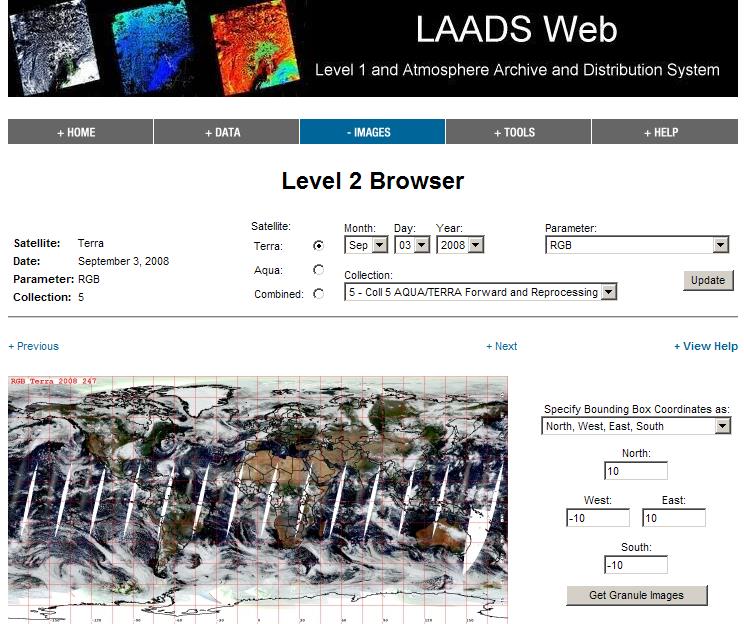 LAADS Web
Level 1 and Atmosphere Archive and Distribution System
+ HOME
+ DATA
- IMAGES
+ TOOLS
+ HELP
Level 2 Browser
Satellite: Terra
Date: September 3, 2008
Parameter: RGB
Collection: 5
Satellite:
Terra:
Aqua:
Combined:
Month: Day: Year:
Sep 03 2008
Collection:
5 - Coll 5 AQUA/TERRA Forward and Reprocessing
Parameter:
RGB
Update
+ Previous
+ Next
+ View Help
RGB Terra 2008 247
Specify Bounding Box Coordinates as:
North, West, East, South
North:
10
West: East:
-10 10
South:
-10
Get Granule Images